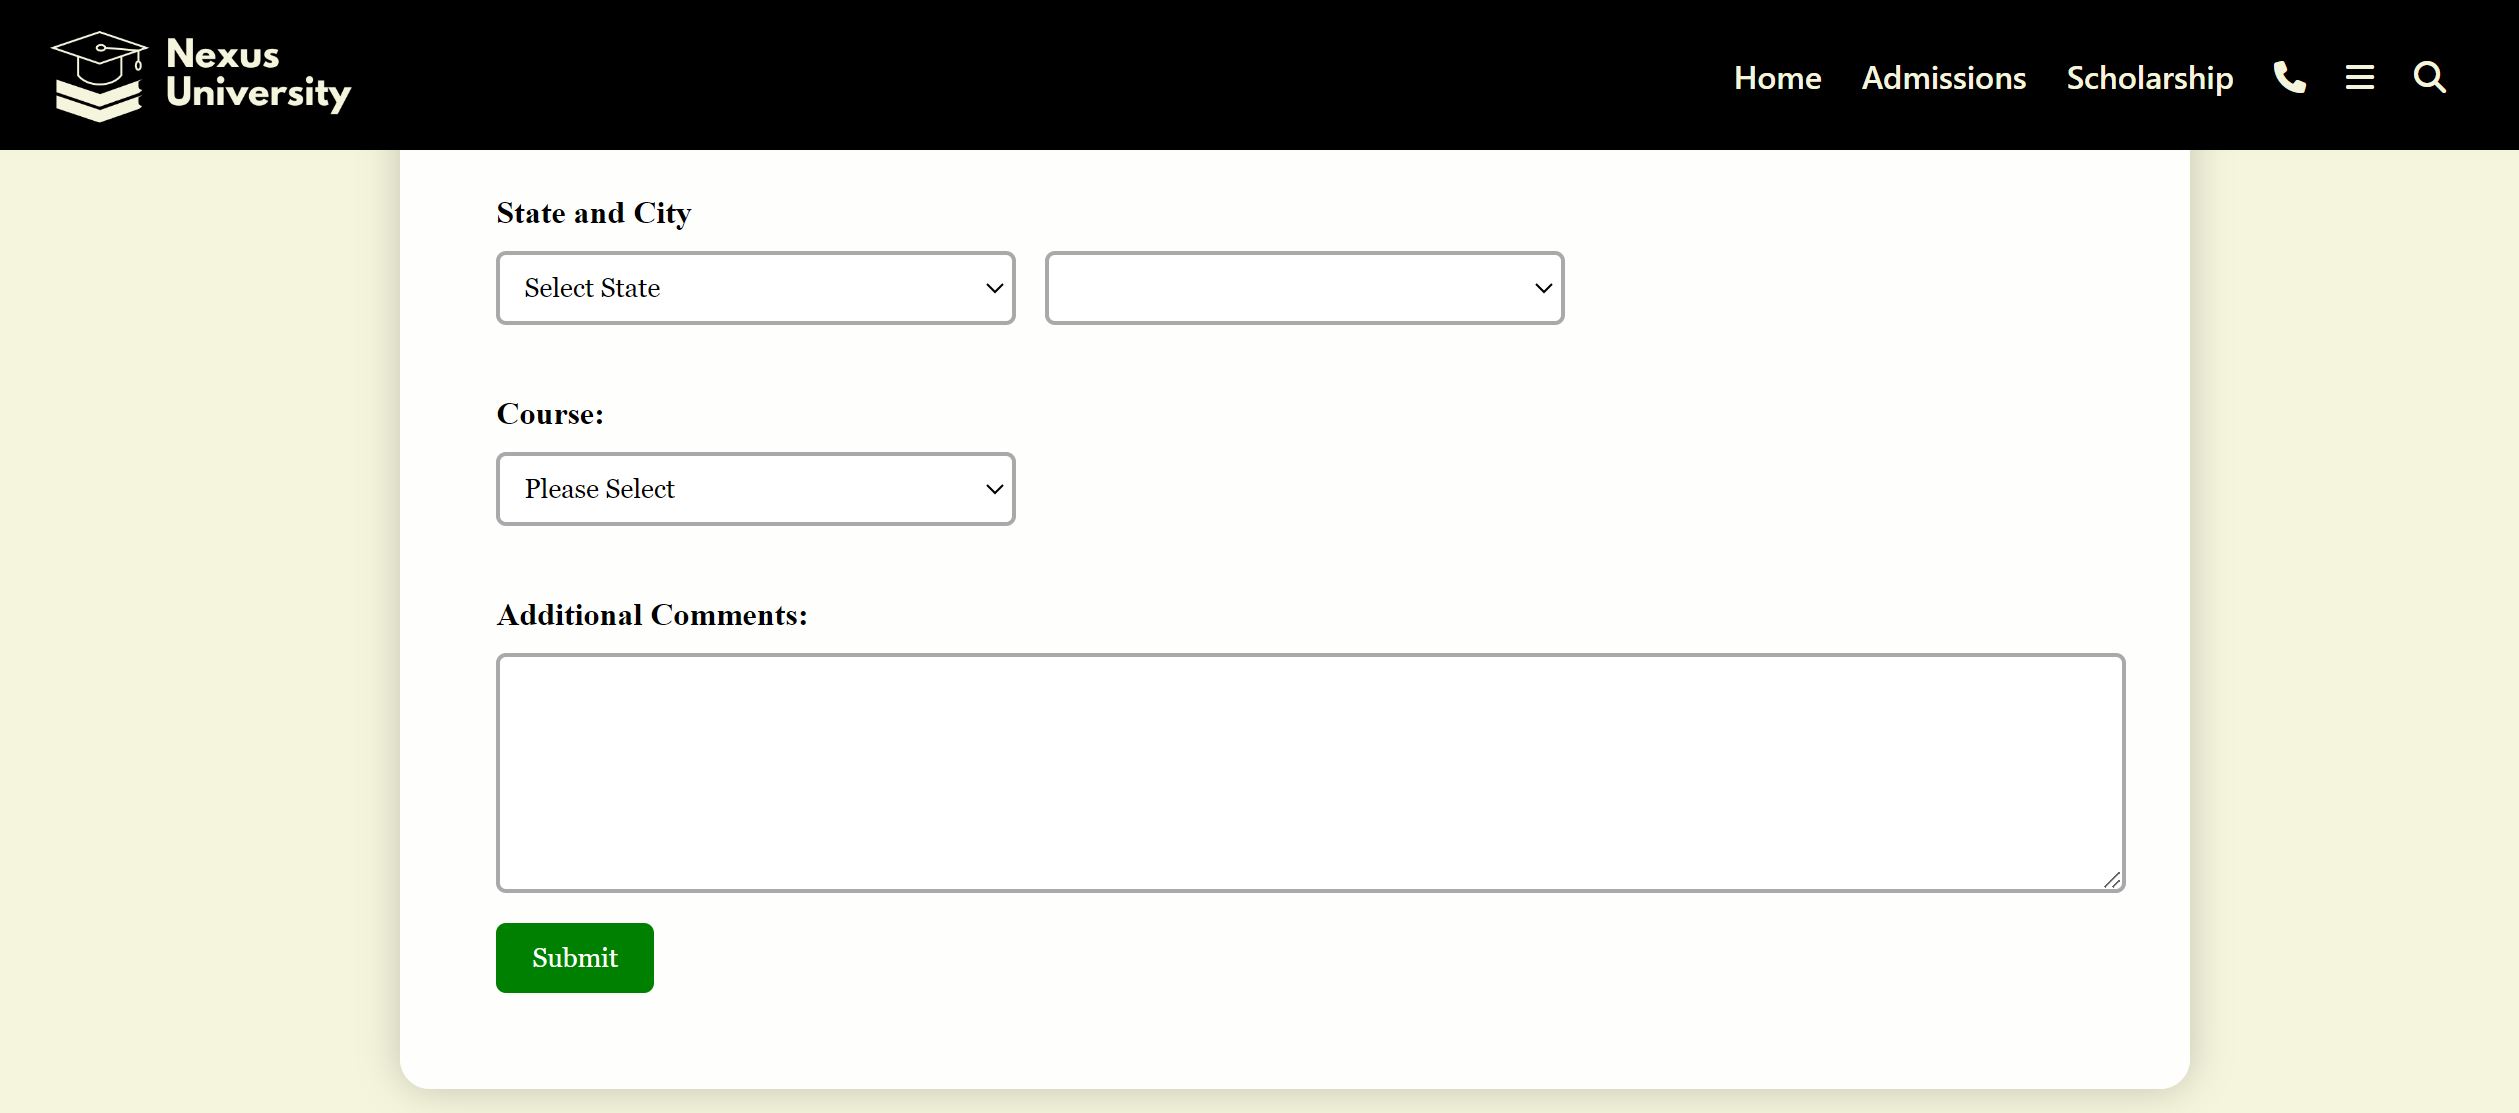 Nexus
University
Home Admissions Scholarship
State and City
Select State
Course:
Please Select
Additional Comments:
Submit